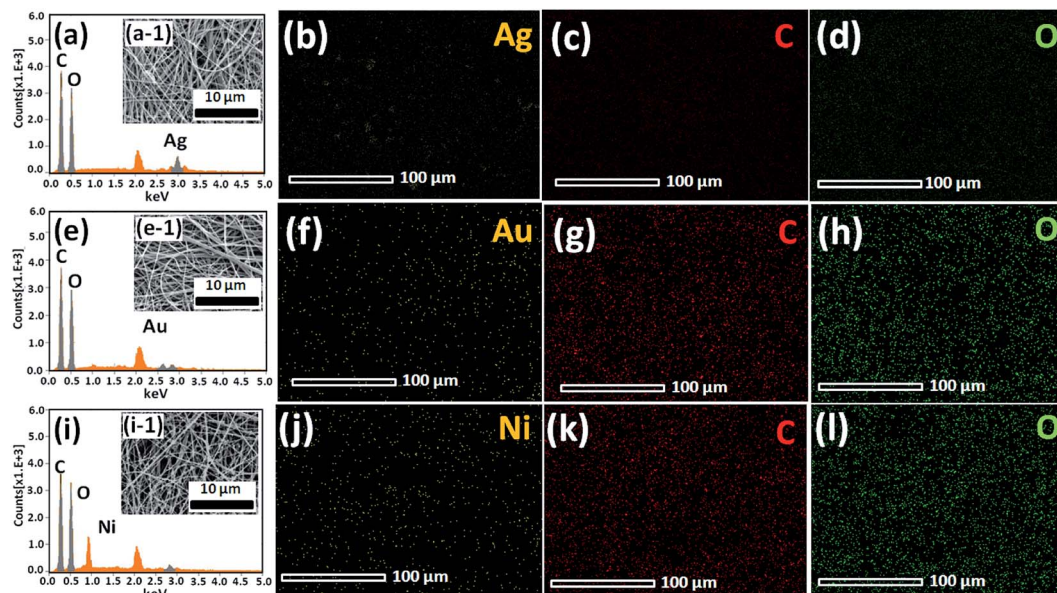 (a)
(a-1)
Counts[x1.E+3]
6.0
5.0
4.0
3.0
2.0
1.0
0.0
C
O
Ag
10 µm
0.0 0.5 1.0 1.5 2.0 2.5 3.0 3.5 4.0 4.5 5.0
keV
(b)
Ag
100 µm
(c)
C
100 µm
(d)
O
100 µm
(e)
(e-1)
Counts[x1.E+3]
6.0
5.0
4.0
3.0
2.0
1.0
0.0
C
O
Au
10 µm
0.0 0.5 1.0 1.5 2.0 2.5 3.0 3.5 4.0 4.5 5.0
keV
(f)
Au
100 µm
(g)
C
100 µm
(h)
O
100 µm
(i)
(i-1)
Counts[x1.E+3]
6.0
5.0
4.0
3.0
2.0
1.0
0.0
C
O
Ni
10 µm
0.0 0.5 1.0 1.5 2.0 2.5 3.0 3.5 4.0 4.5 5.0
keV
(j)
Ni
100 µm
(k)
C
100 µm
(l)
O
100 µm